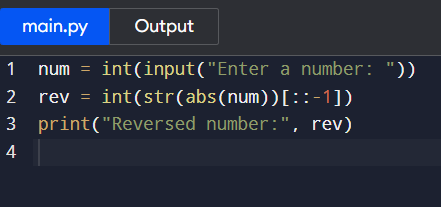 main.py Output
1 num = int(input("Enter a number: "))
2 rev = int(str(abs(num))[::-1])
3 print("Reversed number:", rev)
4